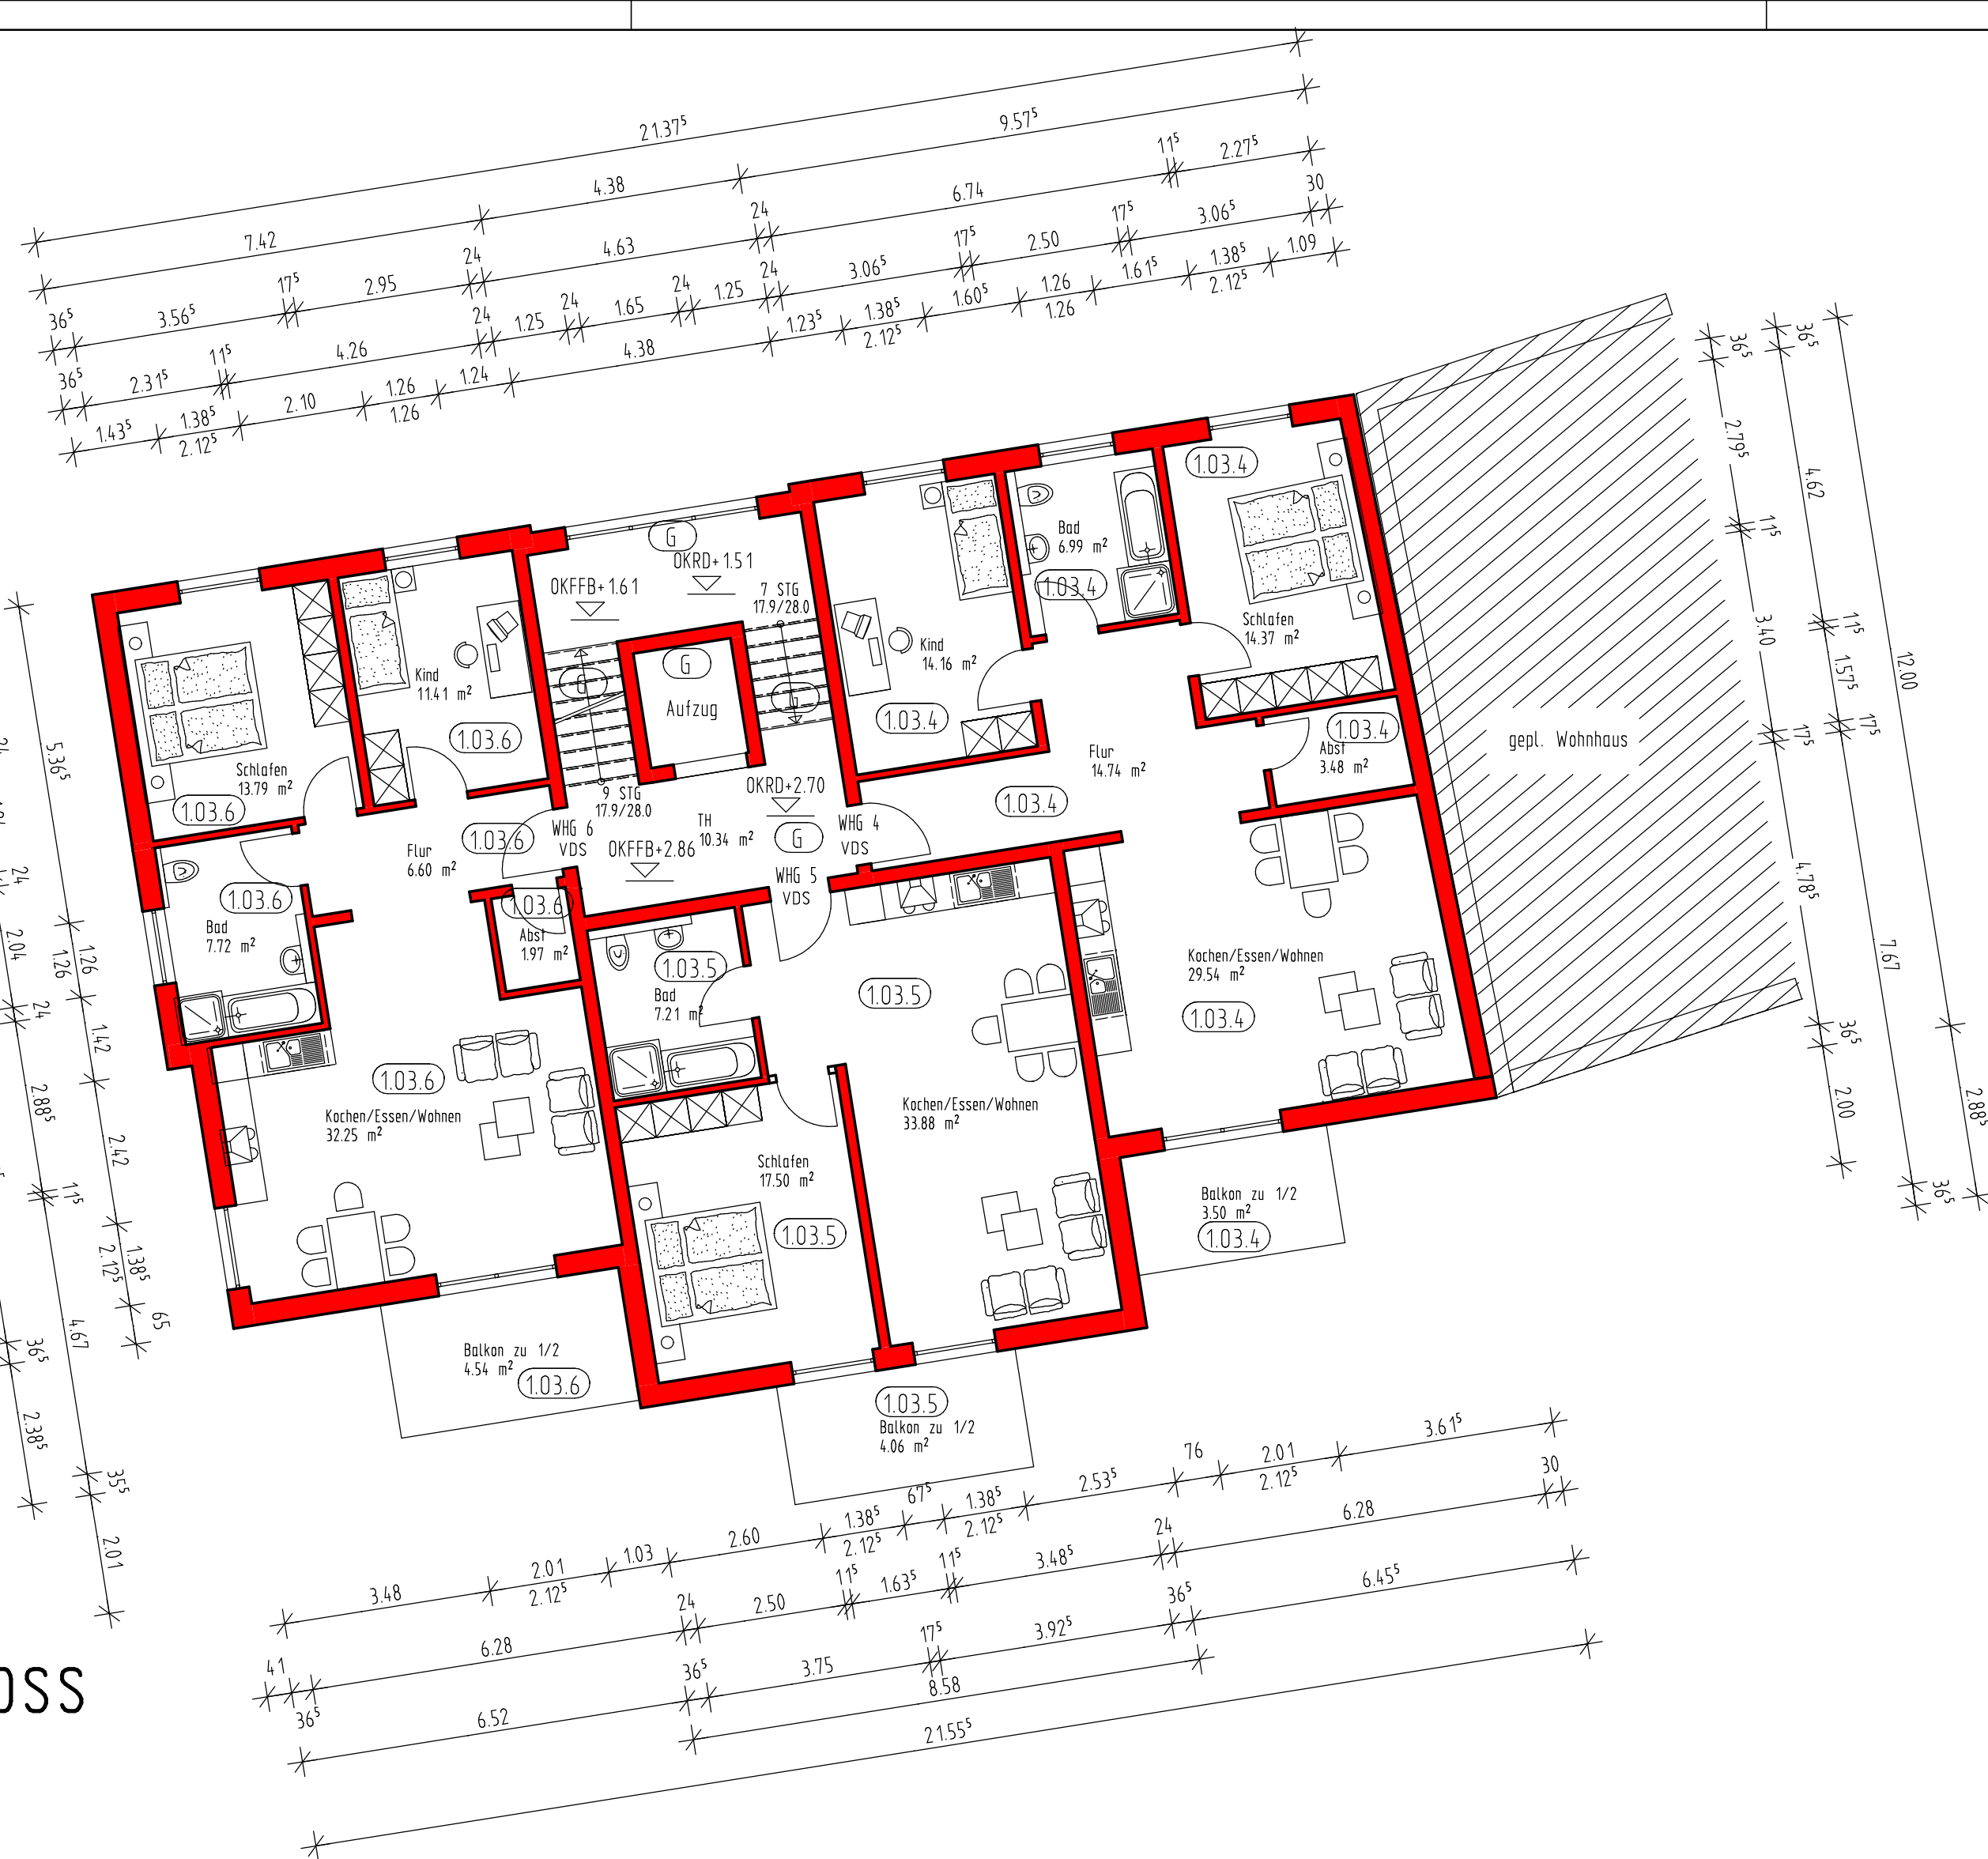 21.37⁵
7.42
4.38
9.57⁵
36⁵
3.56⁵
17⁵
2.95
24
4.63
24
6.74
11⁵
2.27⁵
36⁵
2.31⁵
11⁵
4.26
24
1.25
24
1.65
24
1.25
24
3.06⁵
17⁵
2.50
17⁵
3.06⁵
30
1.43⁵
1.38⁵
2.12⁵
2.10
1.26
1.26
1.24
4.38
1.23⁵
1.38⁵
2.12⁵
1.60⁵
1.26
1.26
1.61⁵
1.38⁵
2.12⁵
1.09
36⁵
2.79⁵
11⁵
3.40
17⁵
4.78⁵
36⁵
2.00
36⁵
4.62
11⁵
1.57⁵
17⁵
7.67
36⁵
12.00
2.88⁵
gepl. Wohnhaus
1.03.4
Schlafen
14.37 m²
Bad
6.99 m²
1.03.4
Kind
14.16 m²
1.03.4
Flur
14.74 m²
1.03.4
1.03.4
Abst
3.48 m²
Kochen/Essen/Wohnen
29.54 m²
1.03.4
Balkon zu 1/2
3.50 m²
1.03.4
G
OKRD+1.51
OKFFB+1.61
7 STG
17.9/28.0
G
G
G
Aufzug
9 STG
17.9/28.0
OKRD+2.70
G
TH
10.34 m²
OKFFB+2.86
WHG 6
VDS
WHG 4
VDS
WHG 5
VDS
Schlafen
13.79 m²
1.03.6
Kind
11.41 m²
1.03.6
Flur
6.60 m²
1.03.6
1.03.6
Abst
1.97 m²
1.03.6
Bad
7.72 m²
1.03.6
Kochen/Essen/Wohnen
32.25 m²
Balkon zu 1/2
4.54 m²
1.03.6
1.03.5
Bad
7.21 m²
1.03.5
Kochen/Essen/Wohnen
33.88 m²
Schlafen
17.50 m²
1.03.5
1.03.5
Balkon zu 1/2
4.06 m²
5.36⁵
1.26
1.26
1.42
2.42
1.38⁵
2.12⁵
65
24
2.04
24
2.88⁵
11⁵
4.67
35⁵
2.01
36⁵
2.38⁵
3.48
2.01
2.12⁵
1.03
2.60
1.38⁵
2.12⁵
67⁵
1.38⁵
2.12⁵
2.53⁵
76
2.01
2.12⁵
3.61⁵
41
36⁵
6.28
24
2.50
11⁵
1.63⁵
11⁵
3.48⁵
24
6.28
30
6.52
36⁵
3.75
17⁵
3.92⁵
36⁵
6.45⁵
8.58
21.55⁵
OSS